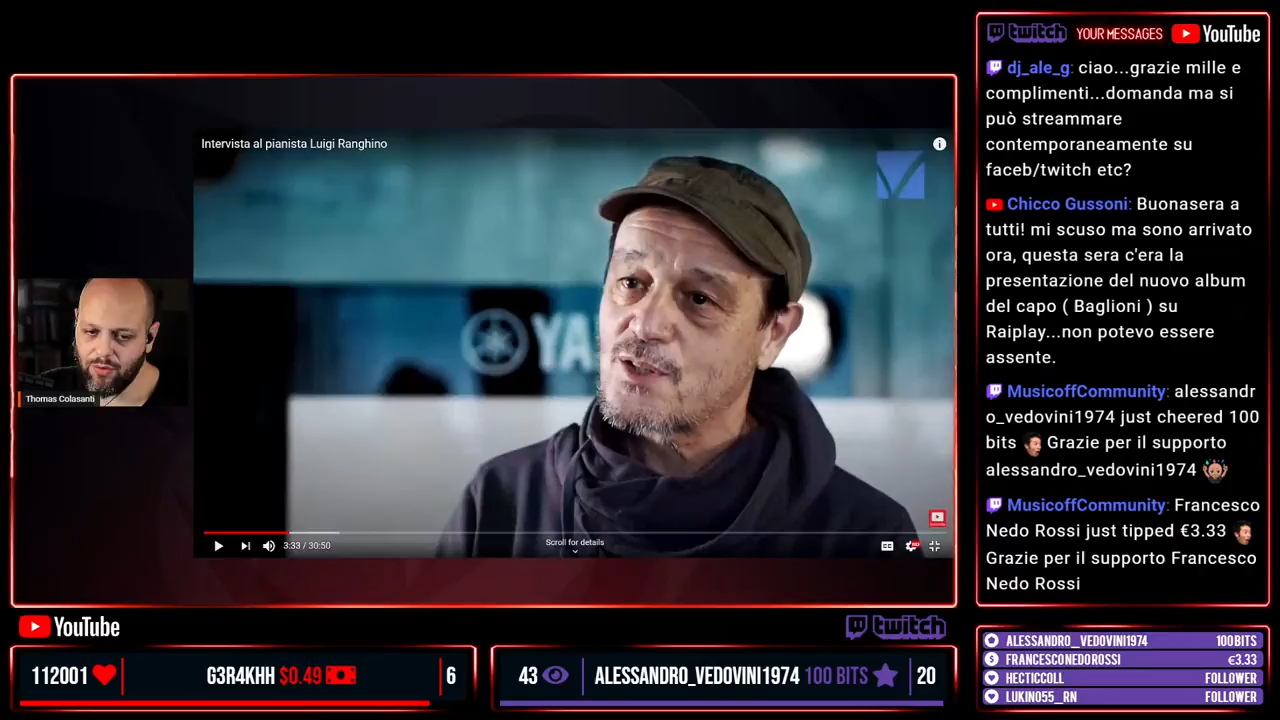 Intervista al pianista Luigi Ranghino
YA
Thomas Colasanti
3:33 / 30:50
Scroll for details
YouTube
twitch
112001
G3R4KHH $0.49
6
43
ALESSANDRO_VEDOVINI1974 100 BITS
20
twitch YOUR MESSAGES YouTube
dj_ale_g: ciao...grazie mille e
complimenti...domanda ma si
può streammare
contemporaneamente su
faceb/twitch etc?
Chicco Gussoni: Buonasera a
tutti! mi scuso ma sono arrivato
ora, questa sera c'era la
presentazione del nuovo album
del capo ( Baglioni ) su
Raiplay...non potevo essere
assente.
MusicoffCommunity: alessandr
o_vedovini1974 just cheered 100
bits Grazie per il supporto
alessandro_vedovini1974
MusicoffCommunity: Francesco
Nedo Rossi just tipped €3.33
Grazie per il supporto Francesco
Nedo Rossi
ALESSANDRO_VEDOVINI1974 100 BITS
FRANCESCONEDOROSSI €3.33
HECTICCOLL FOLLOWER
LUKINO55_RN FOLLOWER